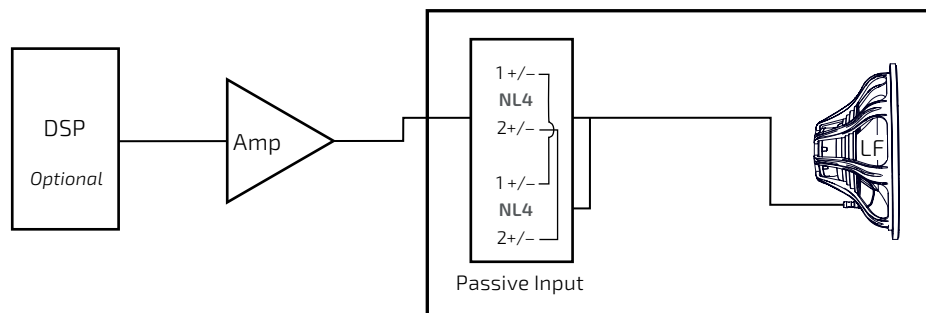 DSP
Optional
Amp
1 +/–
NL4
2+/–
1 +/–
NL4
2+/–
Passive Input
LF